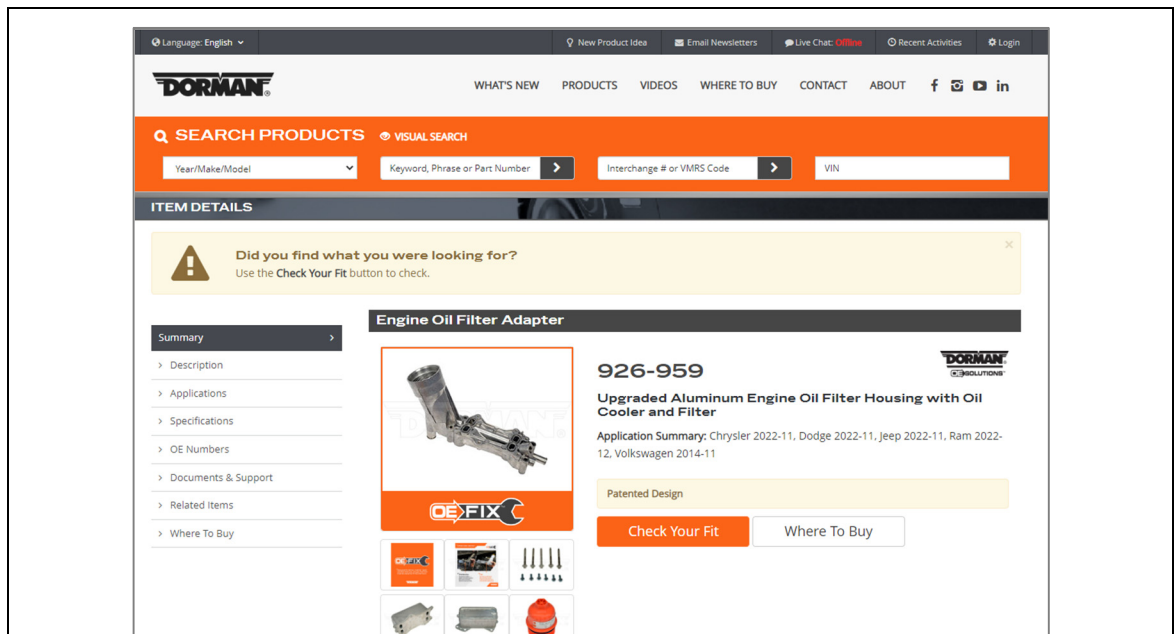 Language: English
New Product Idea
Email Newsletters
Live Chat: Offline
Recent Activities
Login
DORMAN
WHAT'S NEW
PRODUCTS
VIDEOS
WHERE TO BUY
CONTACT
ABOUT
SEARCH PRODUCTS
VISUAL SEARCH
Year/Make/Model
Keyword, Phrase or Part Number
Interchange # or VMRS Code
VIN
ITEM DETAILS
Did you find what you were looking for?
Use the Check Your Fit button to check.
×
Summary
Description
Applications
Specifications
OE Numbers
Documents & Support
Related Items
Where To Buy
Engine Oil Filter Adapter
DORMAN
OE FIX
926-959
DORMAN
OE SOLUTIONS
Upgraded Aluminum Engine Oil Filter Housing with Oil
Cooler and Filter
Application Summary: Chrysler 2022-11, Dodge 2022-11, Jeep 2022-11, Ram 2022-
12, Volkswagen 2014-11
Patented Design
Check Your Fit
Where To Buy
OE FIX